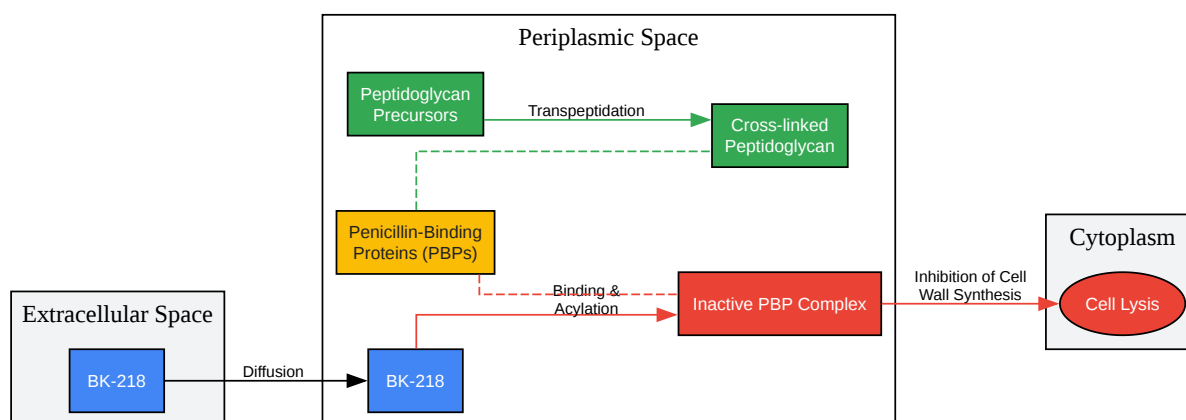 Periplasmic Space
Peptidoglycan
Precursors
Transpeptidation
Cross-linked
Peptidoglycan
Penicillin-Binding
Proteins (PBPs)
Cytoplasm
Inhibition of Cell
Wall Synthesis
Cell Lysis
Binding &
Acylation
Inactive PBP Complex
Extracellular Space
BK-218
Diffusion
BK-218